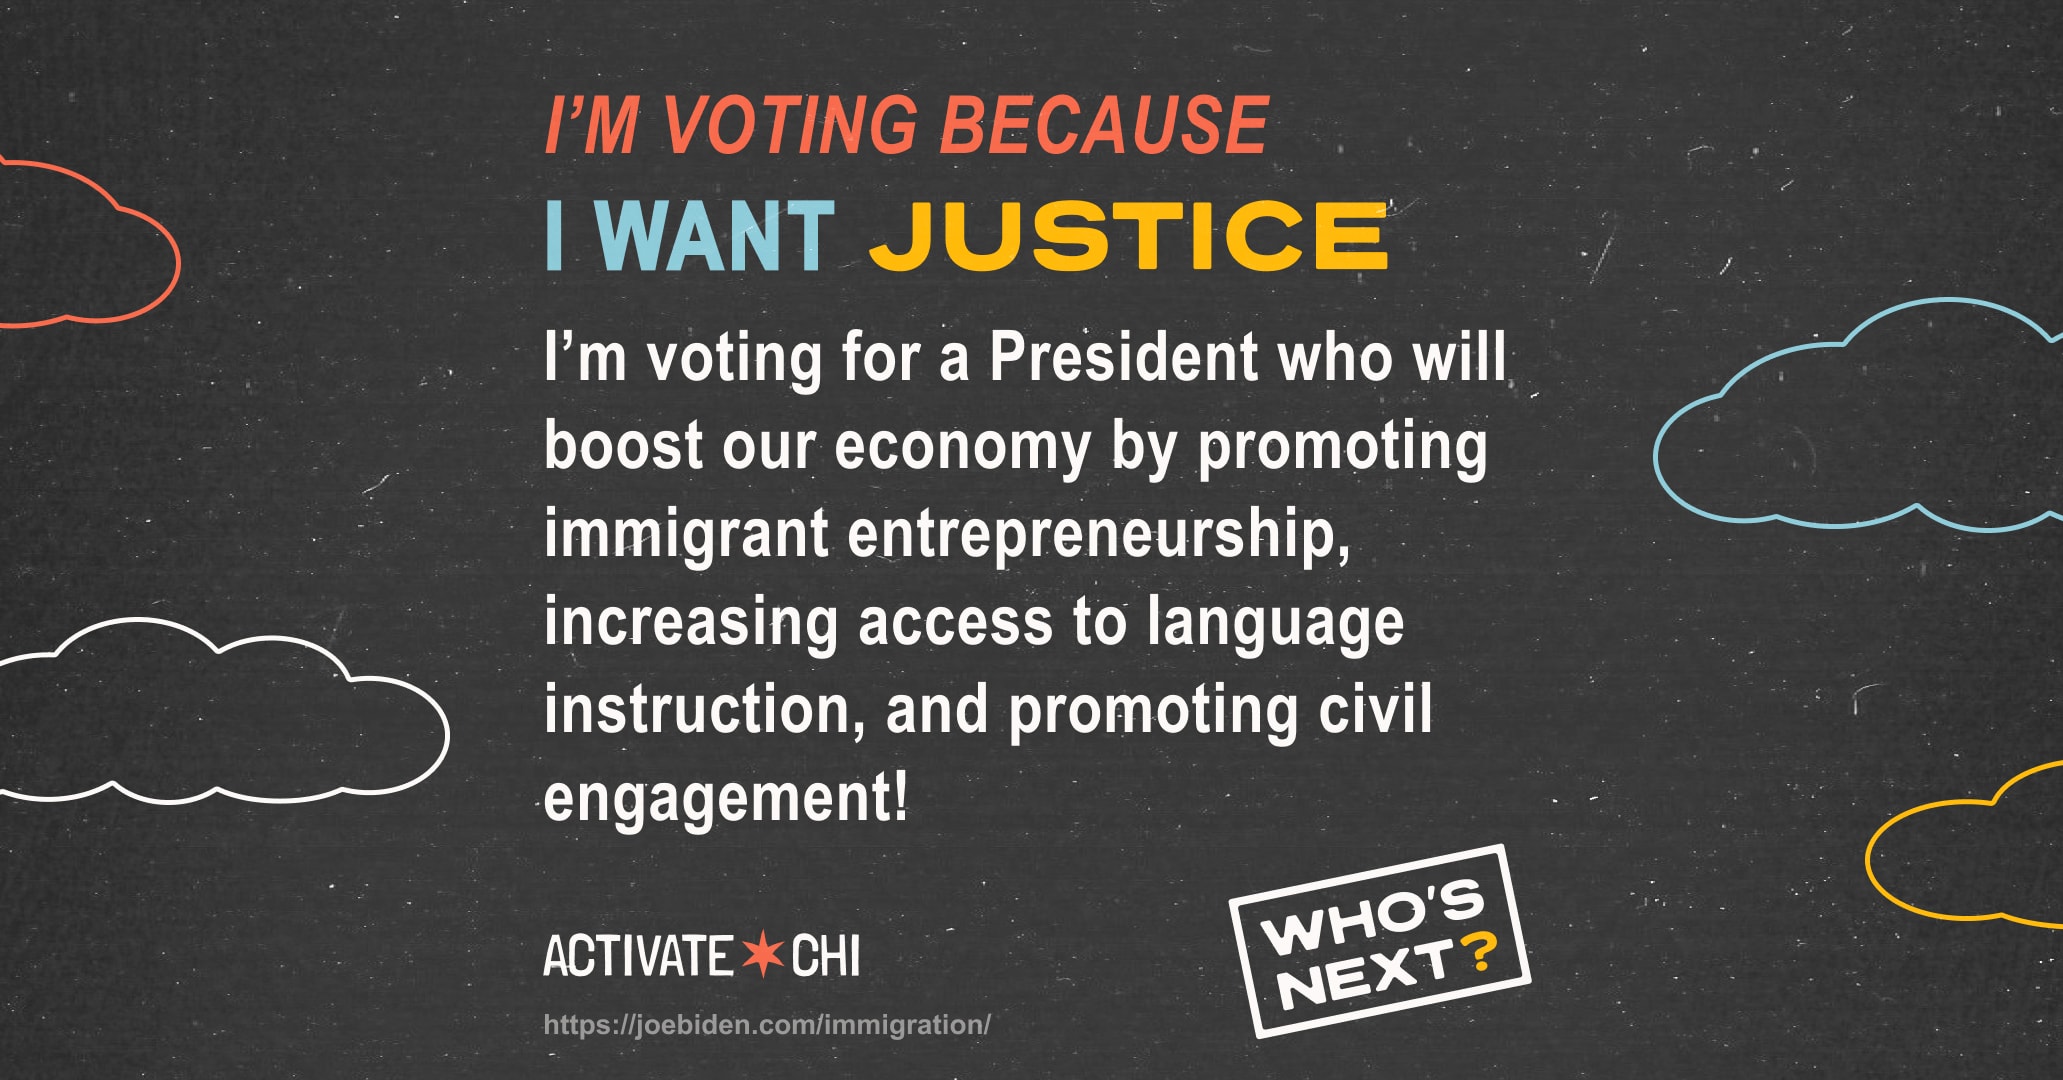 I'M VOTING BECAUSE
I WANT JUSTICE
I'm voting for a President who will
boost our economy by promoting
immigrant entrepreneurship,
increasing access to language
instruction, and promoting civil
engagement!
ACTIVATE CHI
https://joebiden.com/immigration/
WHO'S
NEXT?